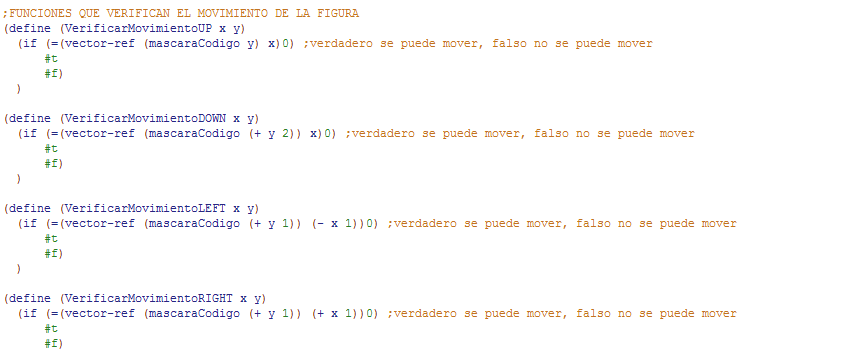 ;FUNCIONES QUE VERIFICAN EL MOVIMIENTO DE LA FIGURA
(define (VerificarMovimientoUP x y)
  (if (=(vector-ref (mascaraCodigo y) x)0) ;verdadero se puede mover, falso no se puede mover
      #t
      #f)
  )

(define (VerificarMovimientoDOWN x y)
  (if (=(vector-ref (mascaraCodigo (+ y 2)) x)0) ;verdadero se puede mover, falso no se puede mover
      #t
      #f)
  )

(define (VerificarMovimientoLEFT x y)
  (if (=(vector-ref (mascaraCodigo (+ y 1)) (- x 1))0) ;verdadero se puede mover, falso no se puede mover
      #t
      #f)
  )

(define (VerificarMovimientoRIGHT x y)
  (if (=(vector-ref (mascaraCodigo (+ y 1)) (+ x 1))0) ;verdadero se puede mover, falso no se puede mover
      #t
      #f)